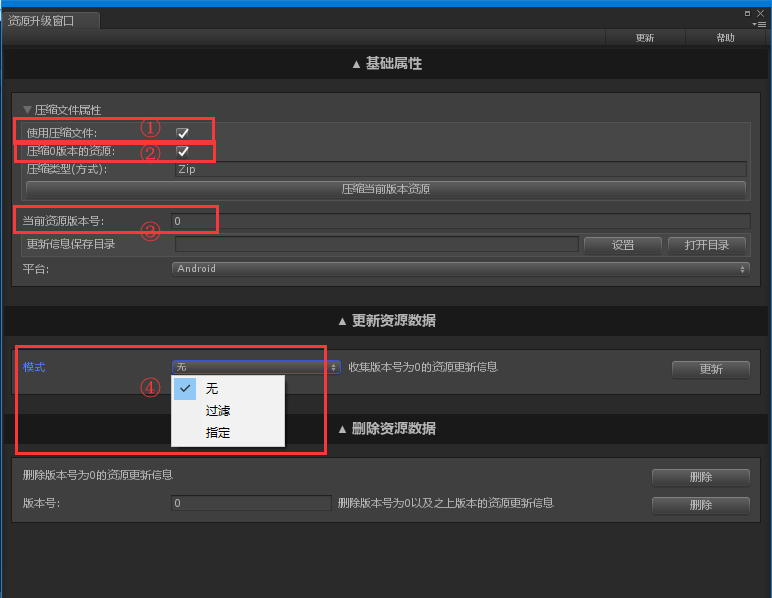 资源升级窗口
更新 帮助
▲ 基础属性
▼ 压缩文件属性
使用压缩文件: ①
压缩0版本的资源: ②
压缩类型(方式): Zip
压缩当前版本资源
当前资源版本号: ③ 0
更新信息保存目录 设置 打开目录
平台: Android
▲ 更新资源数据
模式 无 收集版本号为0的资源更新信息 更新
④ 无
过滤
指定
▲ 删除资源数据
删除版本号为0的资源更新信息 删除
版本号: 0 删除版本号为0以及之上版本的资源更新信息 删除